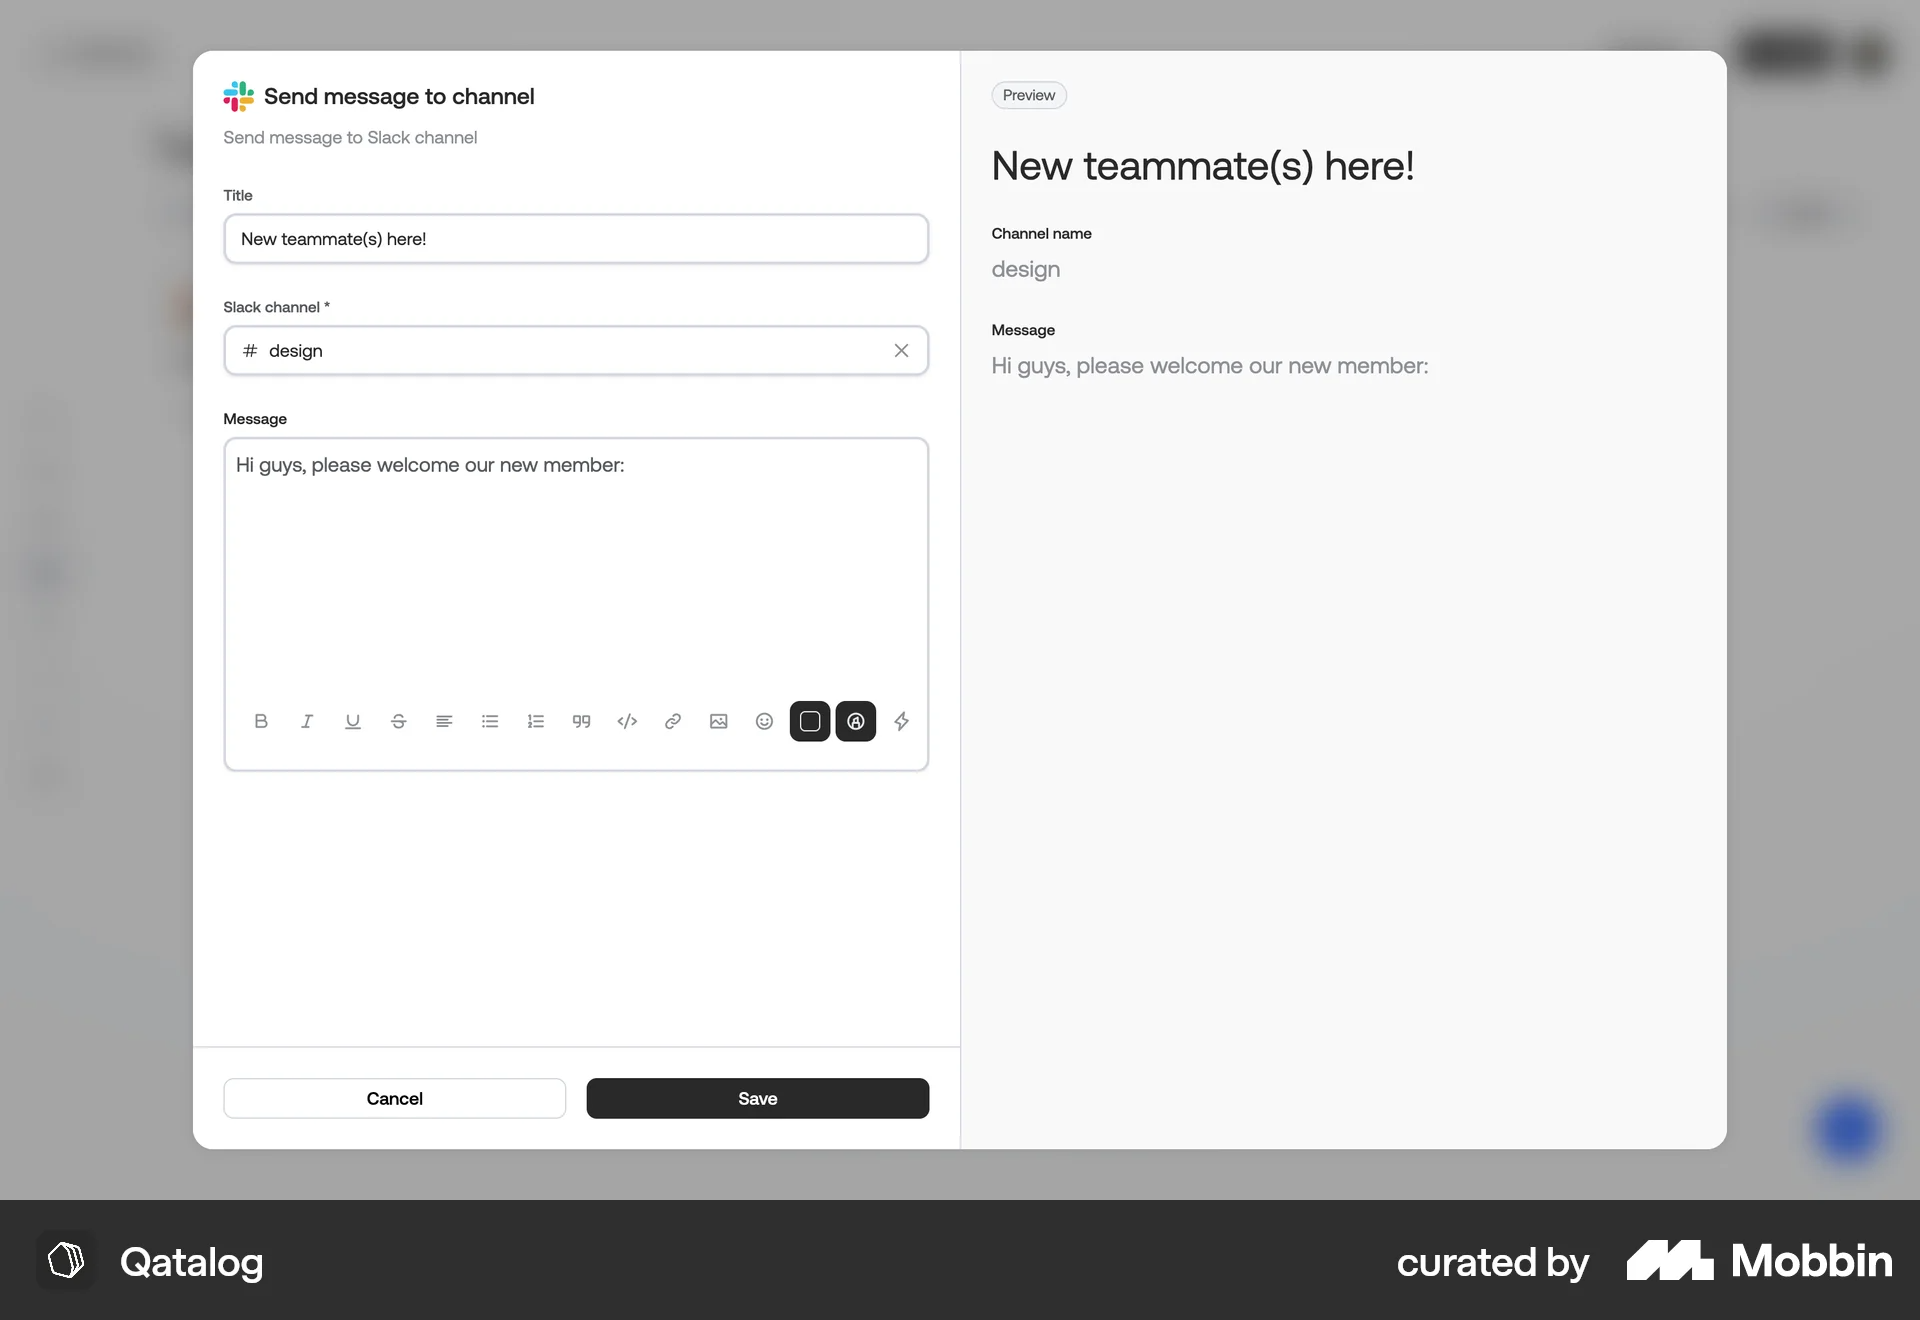 Send message to channel
Send message to Slack channel
Title
New teammate(s) here!
Slack channel *
# design
Message
Hi guys, please welcome our new member:
Cancel
Save
Preview
New teammate(s) here!
Channel name
design
Message
Hi guys, please welcome our new member:
Qatalog
curated by Mobbin